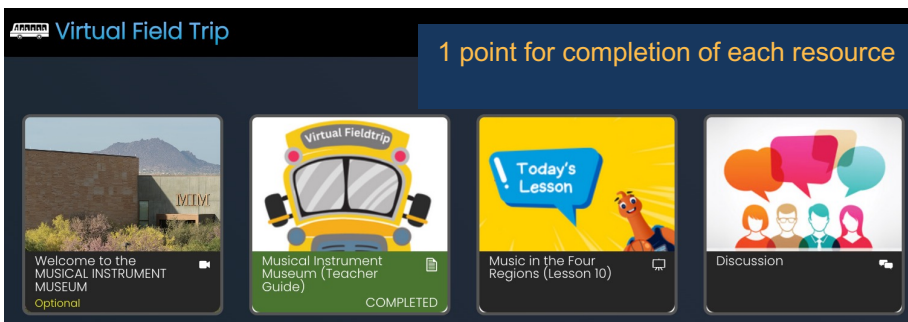 Virtual Field Trip
1 point for completion of each resource
MIM
Welcome to the
MUSICAL INSTRUMENT
MUSEUM
Optional
Virtual Fieldtrip
Musical Instrument
Museum (Teacher
Guide)
COMPLETED
Today's
Lesson
Music in the Four
Regions (Lesson 10)
Discussion